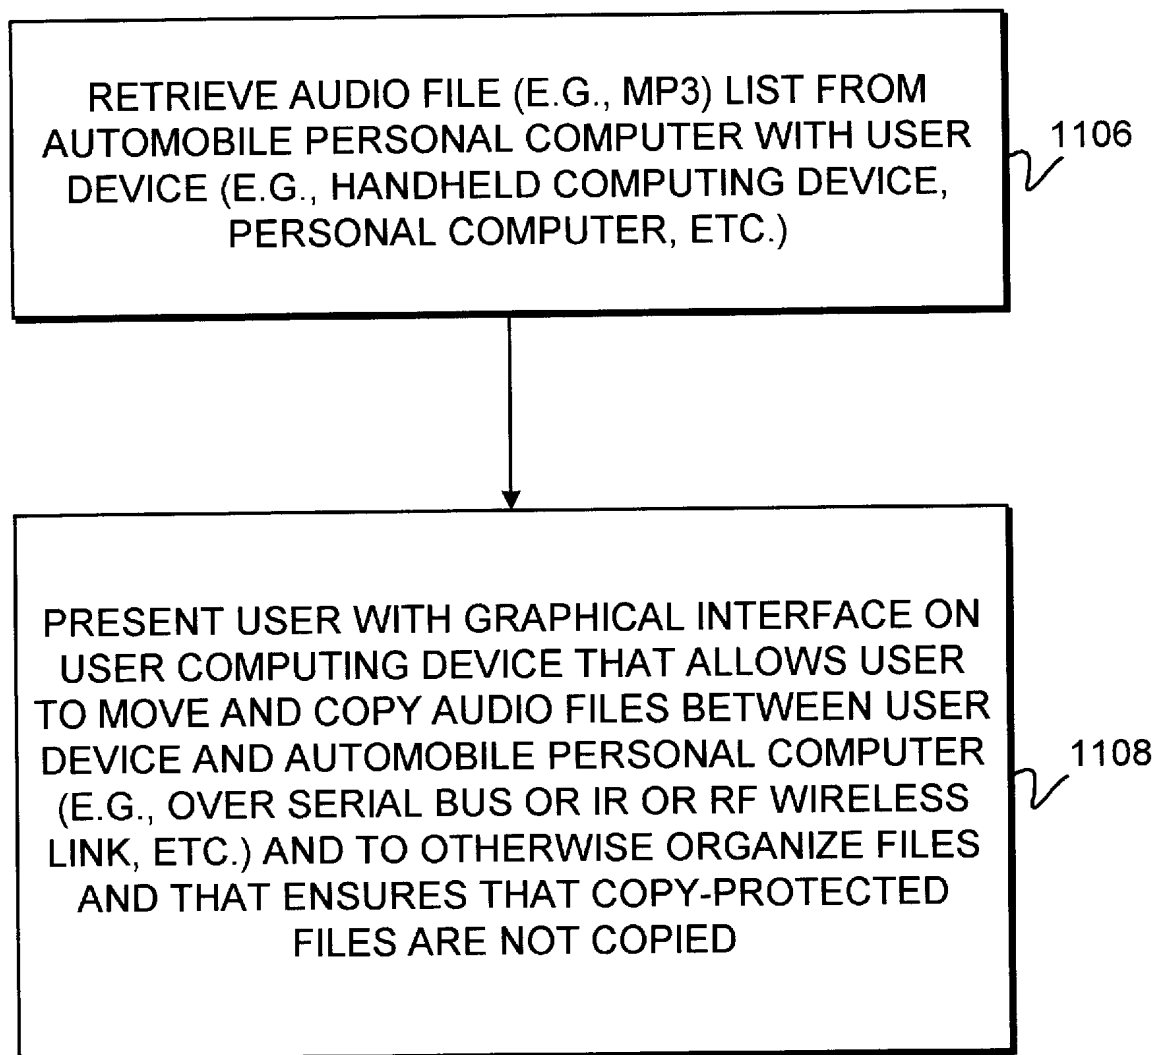 RETRIEVE AUDIO FILE (E.G., MP3) LIST FROM
AUTOMOBILE PERSONAL COMPUTER WITH USER
DEVICE (E.G., HANDHELD COMPUTING DEVICE,
PERSONAL COMPUTER, ETC.)
1106
PRESENT USER WITH GRAPHICAL INTERFACE ON
USER COMPUTING DEVICE THAT ALLOWS USER
TO MOVE AND COPY AUDIO FILES BETWEEN USER
DEVICE AND AUTOMOBILE PERSONAL COMPUTER
(E.G., OVER SERIAL BUS OR IR OR RF WIRELESS
LINK, ETC.) AND TO OTHERWISE ORGANIZE FILES
AND THAT ENSURES THAT COPY-PROTECTED
FILES ARE NOT COPIED
1108